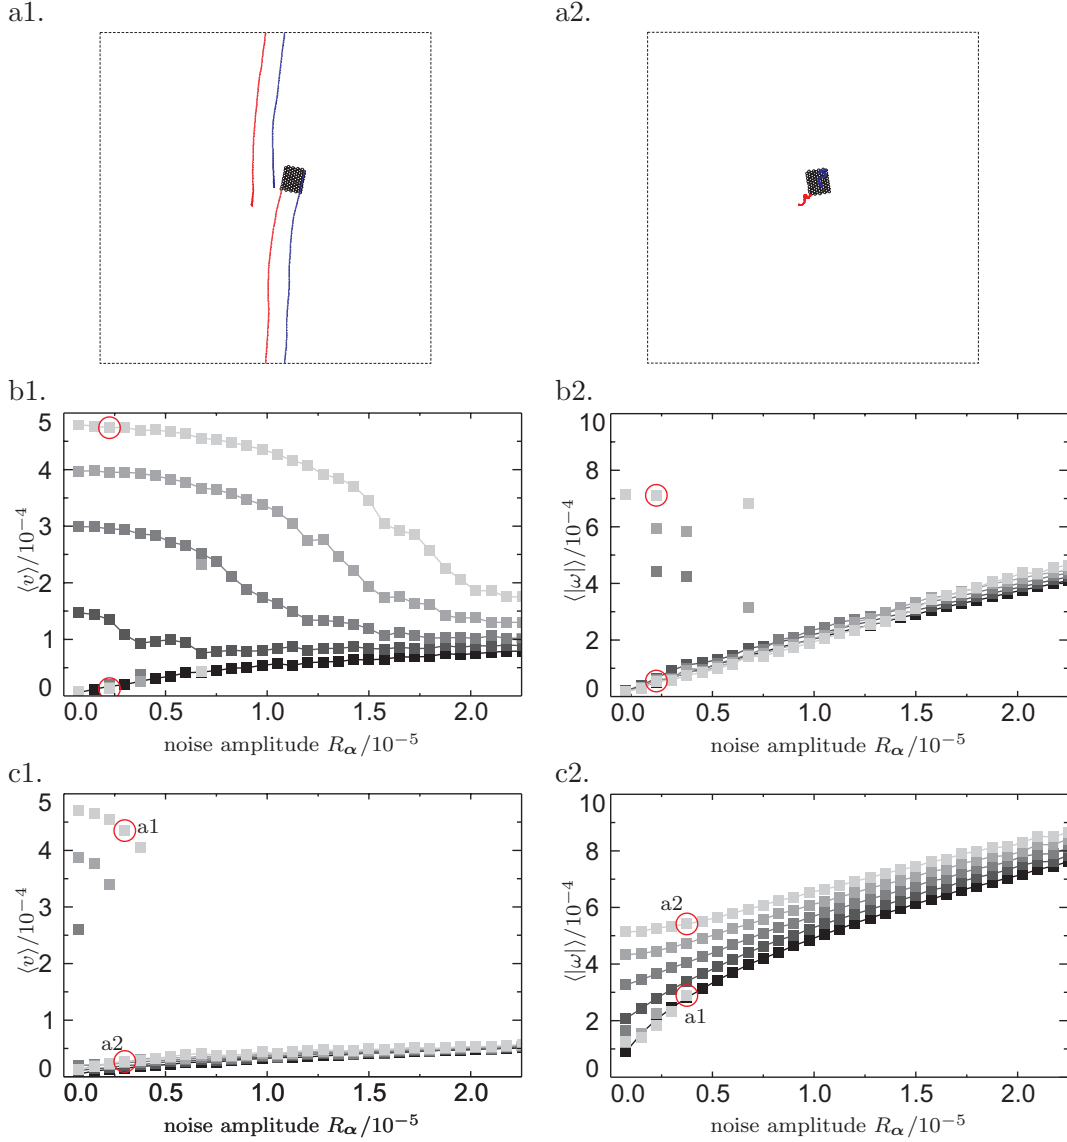 a1.
a2.
b1.
⟨v⟩/10⁻⁴
5
4
3
2
1
0
0.0 0.5 1.0 1.5 2.0
noise amplitude R_α/10⁻⁵
b2.
⟨|ω|⟩/10⁻⁴
10
8
6
4
2
0
0.0 0.5 1.0 1.5 2.0
noise amplitude R_α/10⁻⁵
c1.
⟨v⟩/10⁻⁴
5
4
3
2
1
0
a1
a2
0.0 0.5 1.0 1.5 2.0
noise amplitude R_α/10⁻⁵
c2.
⟨|ω|⟩/10⁻⁴
10
8
6
4
2
0
a2
a1
0.0 0.5 1.0 1.5 2.0
noise amplitude R_α/10⁻⁵